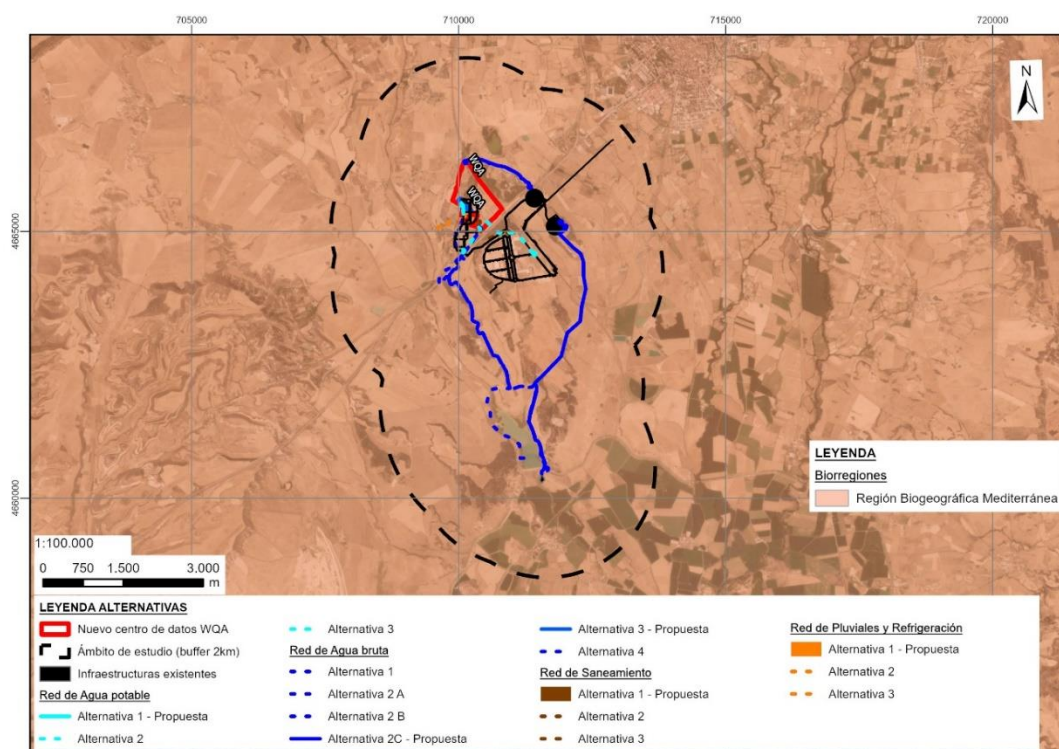 705000
710000
715000
720000
N
WQA
WQA
4665000
4660000
LEYENDA
Biorregiones
Región Biogeográfica Mediterránea
1:100.000
0 750 1.500 3.000
m
LEYENDA ALTERNATIVAS
Nuevo centro de datos WQA
Ámbito de estudio (buffer 2km)
Infraestructuras existentes
Red de Agua potable
Alternativa 1 - Propuesta
Alternativa 2
Alternativa 3
Red de Agua bruta
Alternativa 1
Alternativa 2 A
Alternativa 2 B
Alternativa 2C - Propuesta
Alternativa 3 - Propuesta
Alternativa 4
Red de Saneamiento
Alternativa 1 - Propuesta
Alternativa 2
Alternativa 3
Red de Pluviales y Refrigeración
Alternativa 1 - Propuesta
Alternativa 2
Alternativa 3